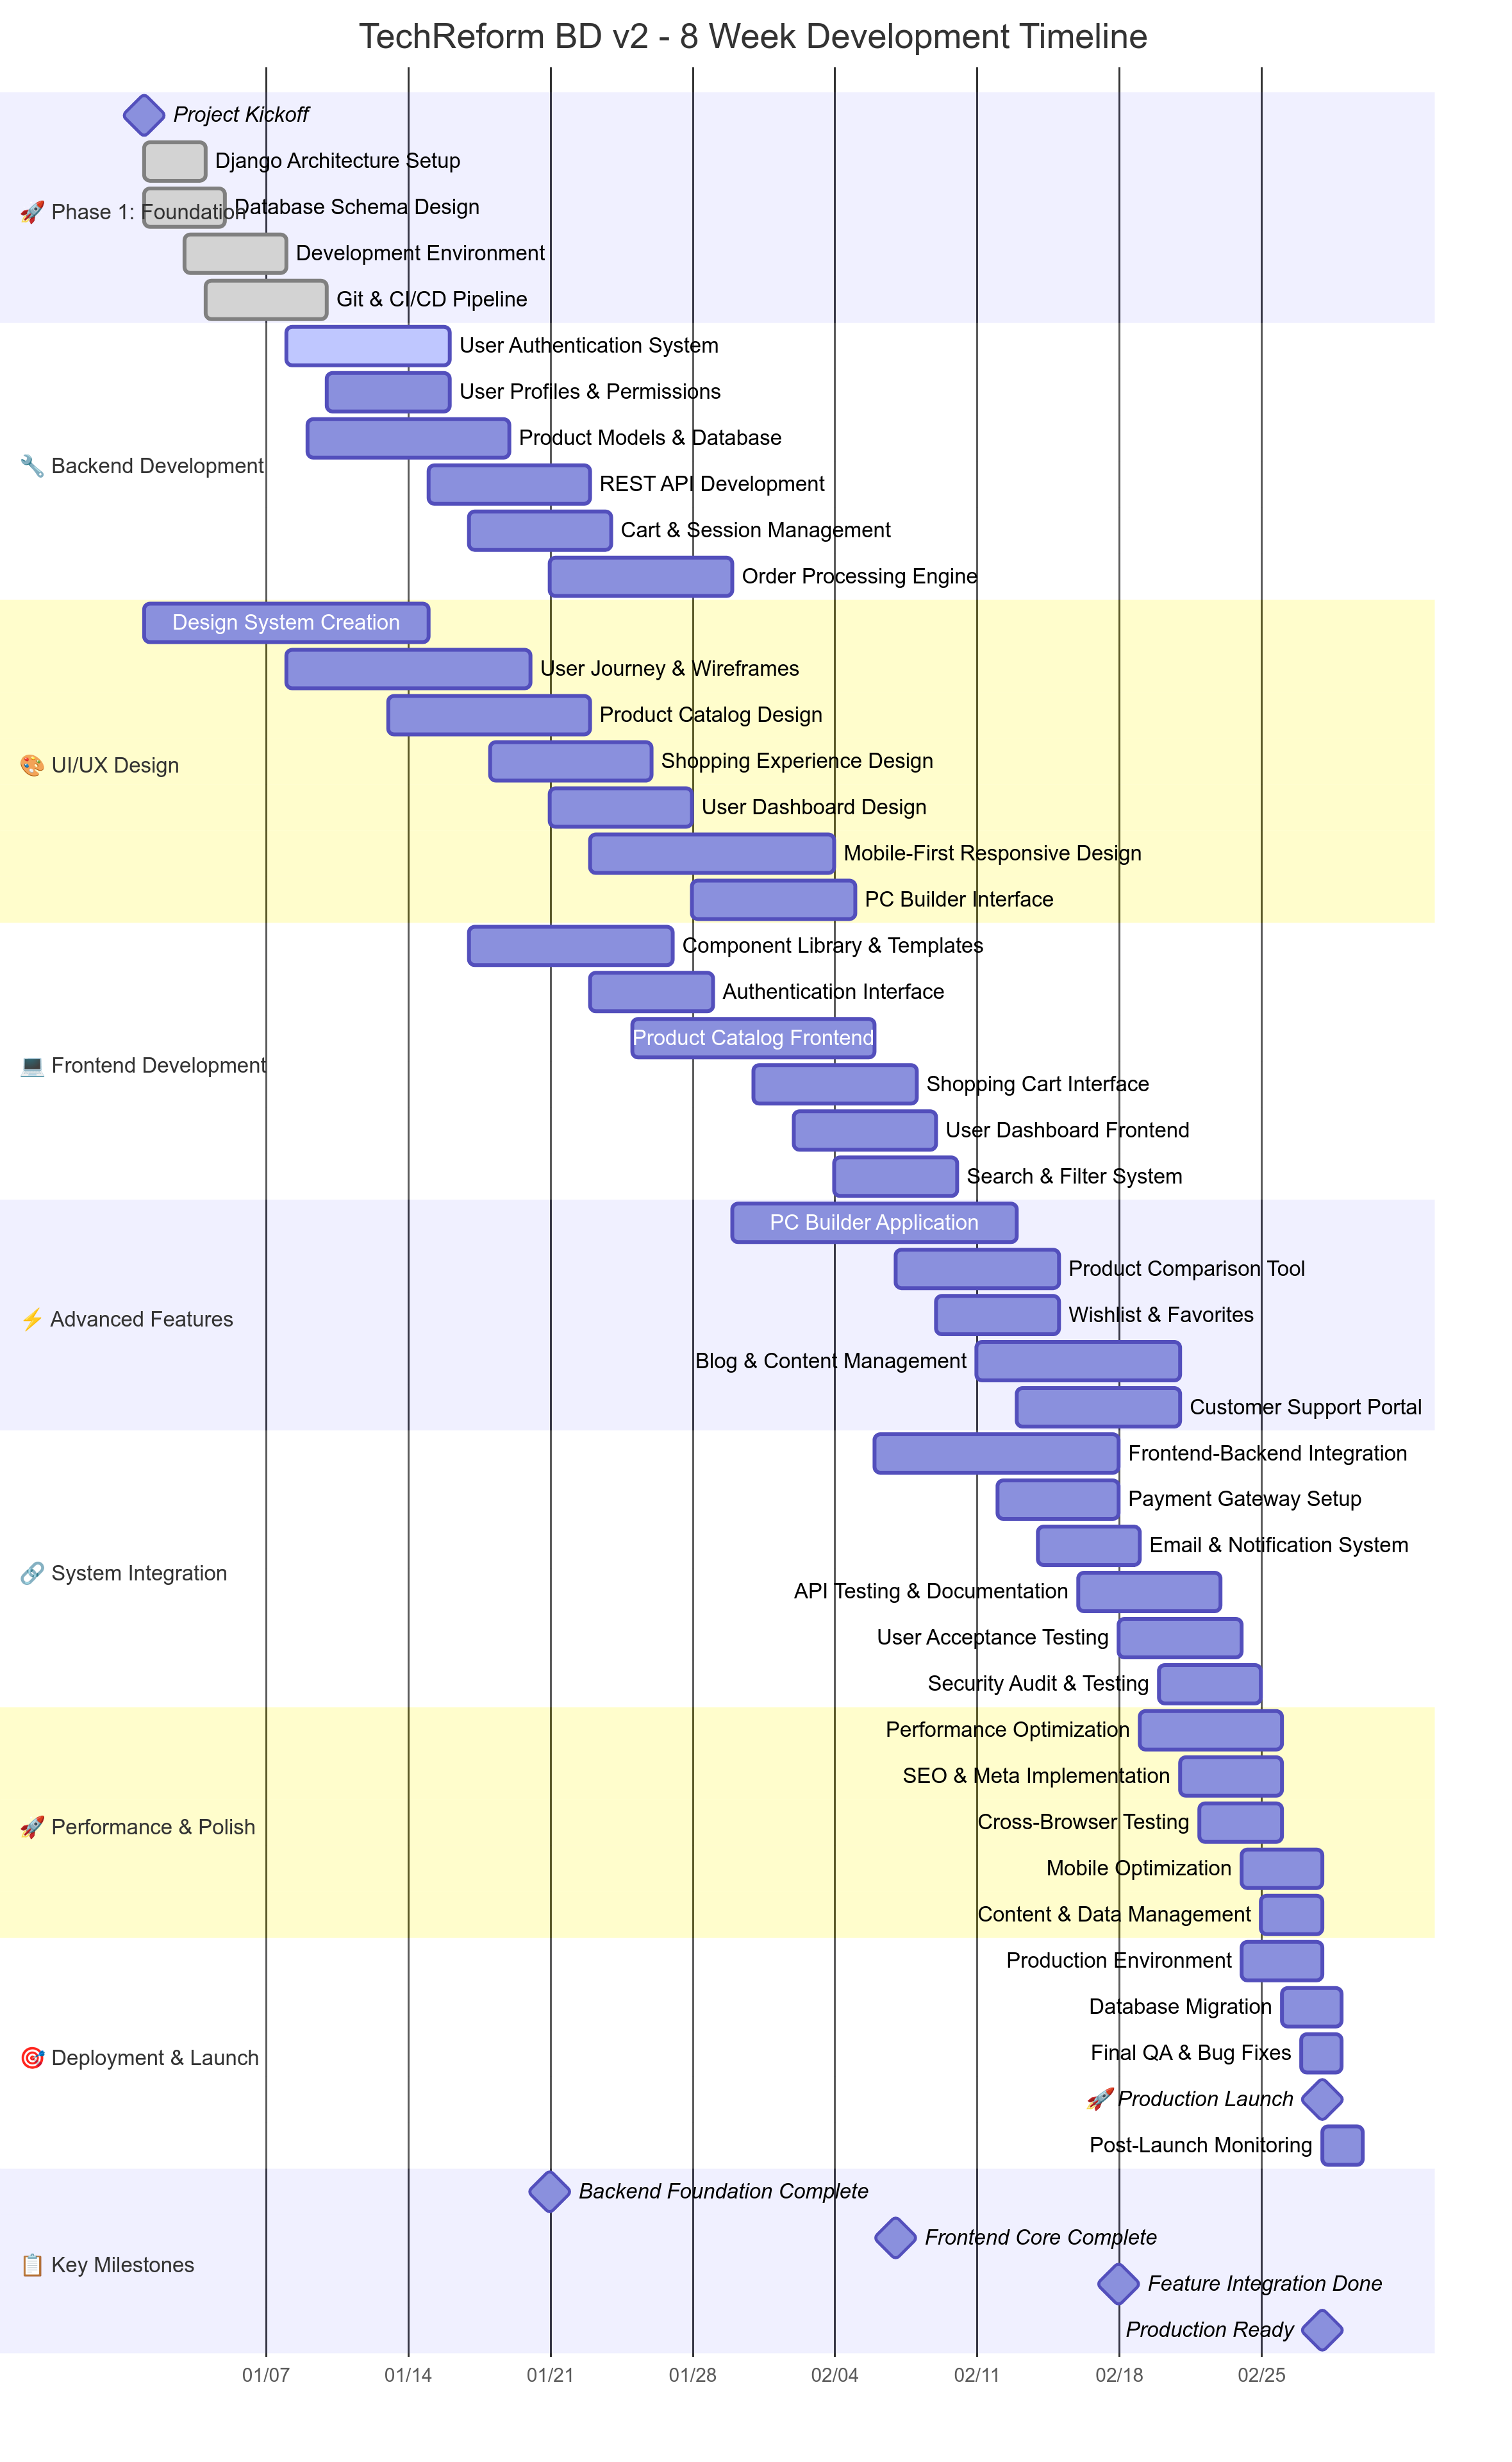 TechReform BD v2 - 8 Week Development Timeline
Project Kickoff
Django Architecture Setup
🚀 Phase 1: Foundation
Database Schema Design
Development Environment
Git & CI/CD Pipeline
User Authentication System
User Profiles & Permissions
Product Models & Database
🔧 Backend Development
REST API Development
Cart & Session Management
Order Processing Engine
Design System Creation
User Journey & Wireframes
Product Catalog Design
🎨 UI/UX Design
Shopping Experience Design
User Dashboard Design
Mobile-First Responsive Design
PC Builder Interface
Component Library & Templates
Authentication Interface
Product Catalog Frontend
💻 Frontend Development
Shopping Cart Interface
User Dashboard Frontend
Search & Filter System
PC Builder Application
Product Comparison Tool
⚡ Advanced Features
Wishlist & Favorites
Blog & Content Management
Customer Support Portal
Frontend-Backend Integration
Payment Gateway Setup
Email & Notification System
🔗 System Integration
API Testing & Documentation
User Acceptance Testing
Security Audit & Testing
Performance Optimization
SEO & Meta Implementation
🚀 Performance & Polish
Cross-Browser Testing
Mobile Optimization
Content & Data Management
Production Environment
Database Migration
🎯 Deployment & Launch
Final QA & Bug Fixes
🚀 Production Launch
Post-Launch Monitoring
Backend Foundation Complete
Frontend Core Complete
📋 Key Milestones
Feature Integration Done
Production Ready
01/07 01/14 01/21 01/28 02/04 02/11 02/18 02/25